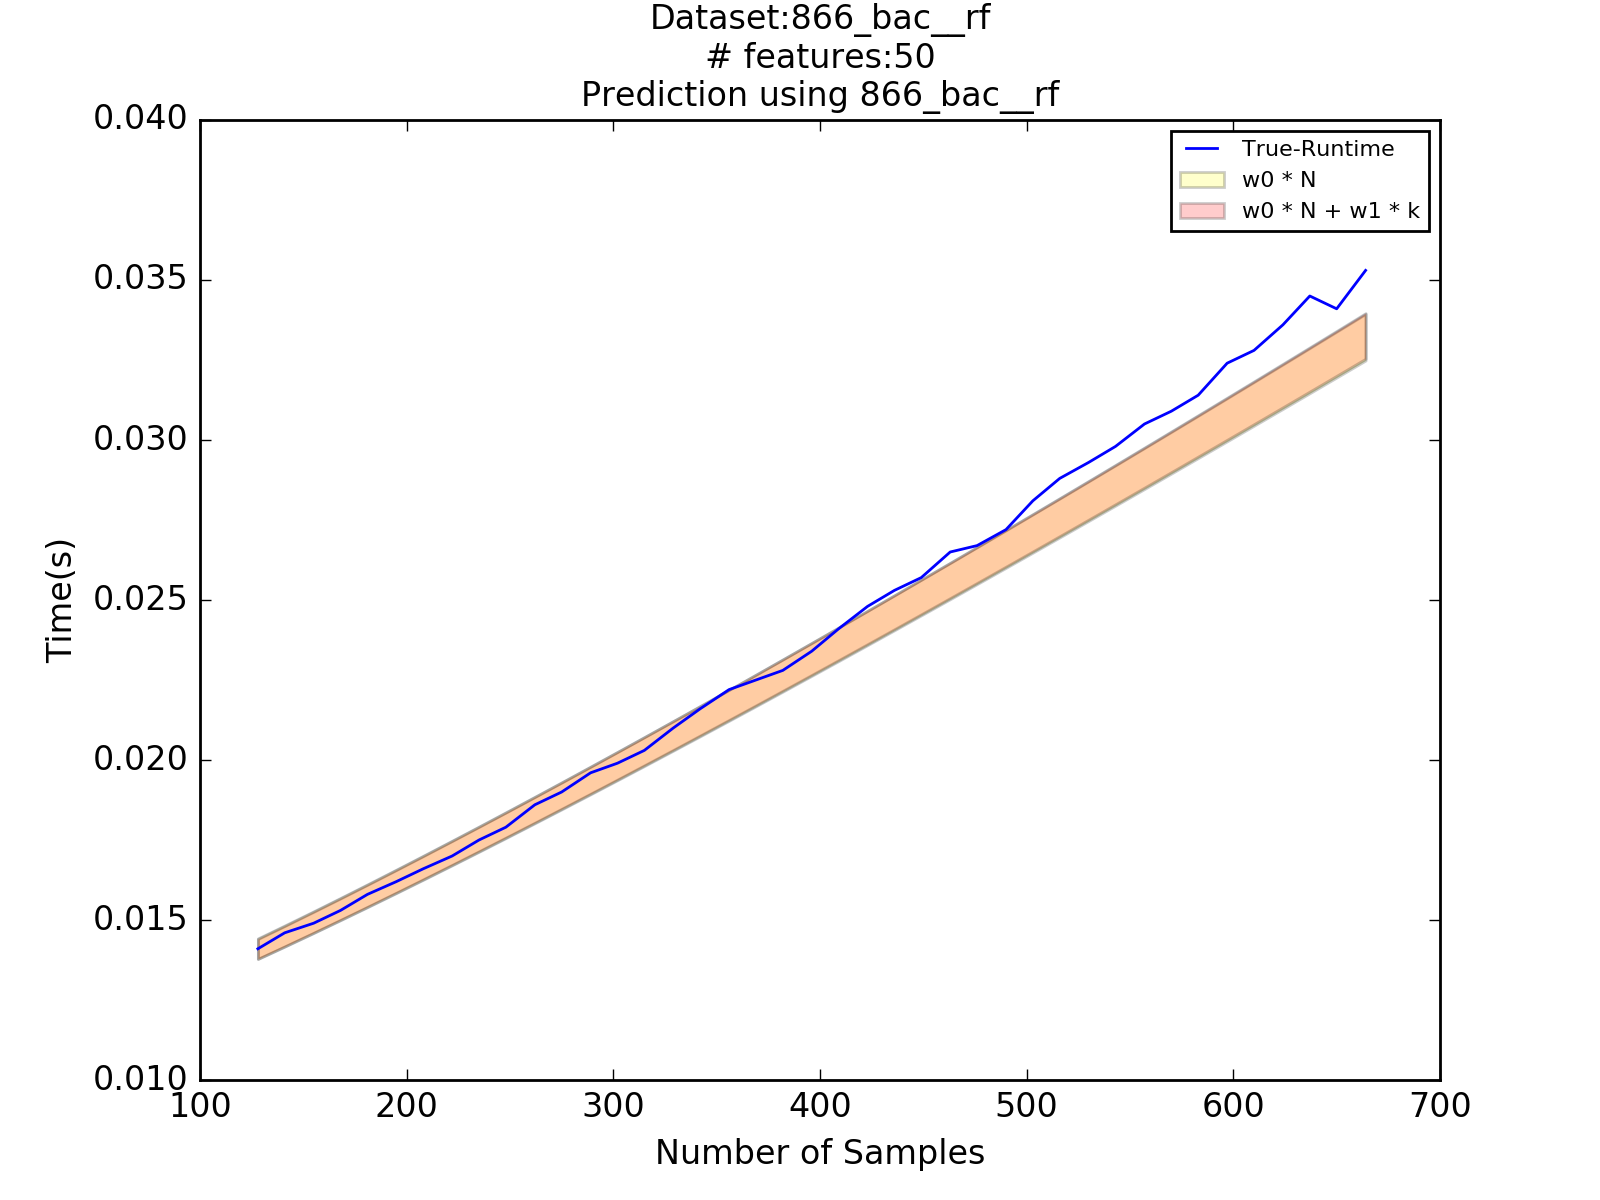 Dataset:866_bac__rf
# features:50
Prediction using 866_bac__rf
0.040
0.035
0.030
0.025
0.020
0.015
0.010
Time(s)
True-Runtime
w0 * N
w0 * N + w1 * k
100 200 300 400 500 600 700
Number of Samples